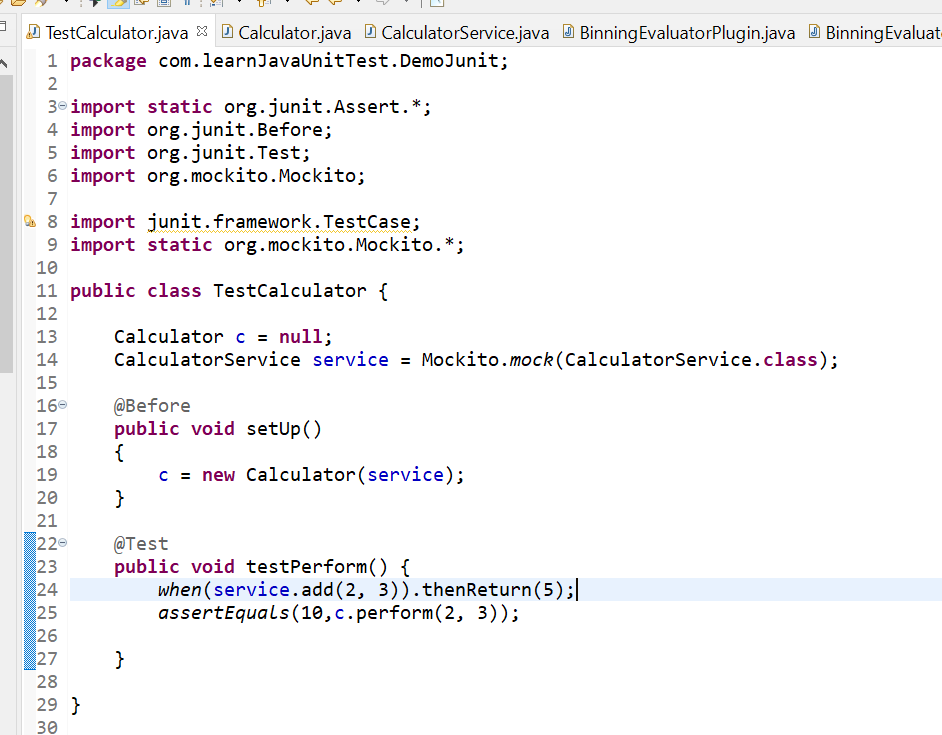 TestCalculator.java Calculator.java CalculatorService.java BinningEvaluatorPlugin.java BinningEvaluat
1 package com.learnJavaUnitTest.DemoJunit;
2
3 import static org.junit.Assert.*;
4 import org.junit.Before;
5 import org.junit.Test;
6 import org.mockito.Mockito;
7
8 import junit.framework.TestCase;
9 import static org.mockito.Mockito.*;
10
11 public class TestCalculator {
12
13 Calculator c = null;
14 CalculatorService service = Mockito.mock(CalculatorService.class);
15
16 @Before
17 public void setUp()
18 {
19 c = new Calculator(service);
20 }
21
22 @Test
23 public void testPerform() {
24 when(service.add(2, 3)).thenReturn(5);
25 assertEquals(10,c.perform(2, 3));
26
27 }
28
29 }
30